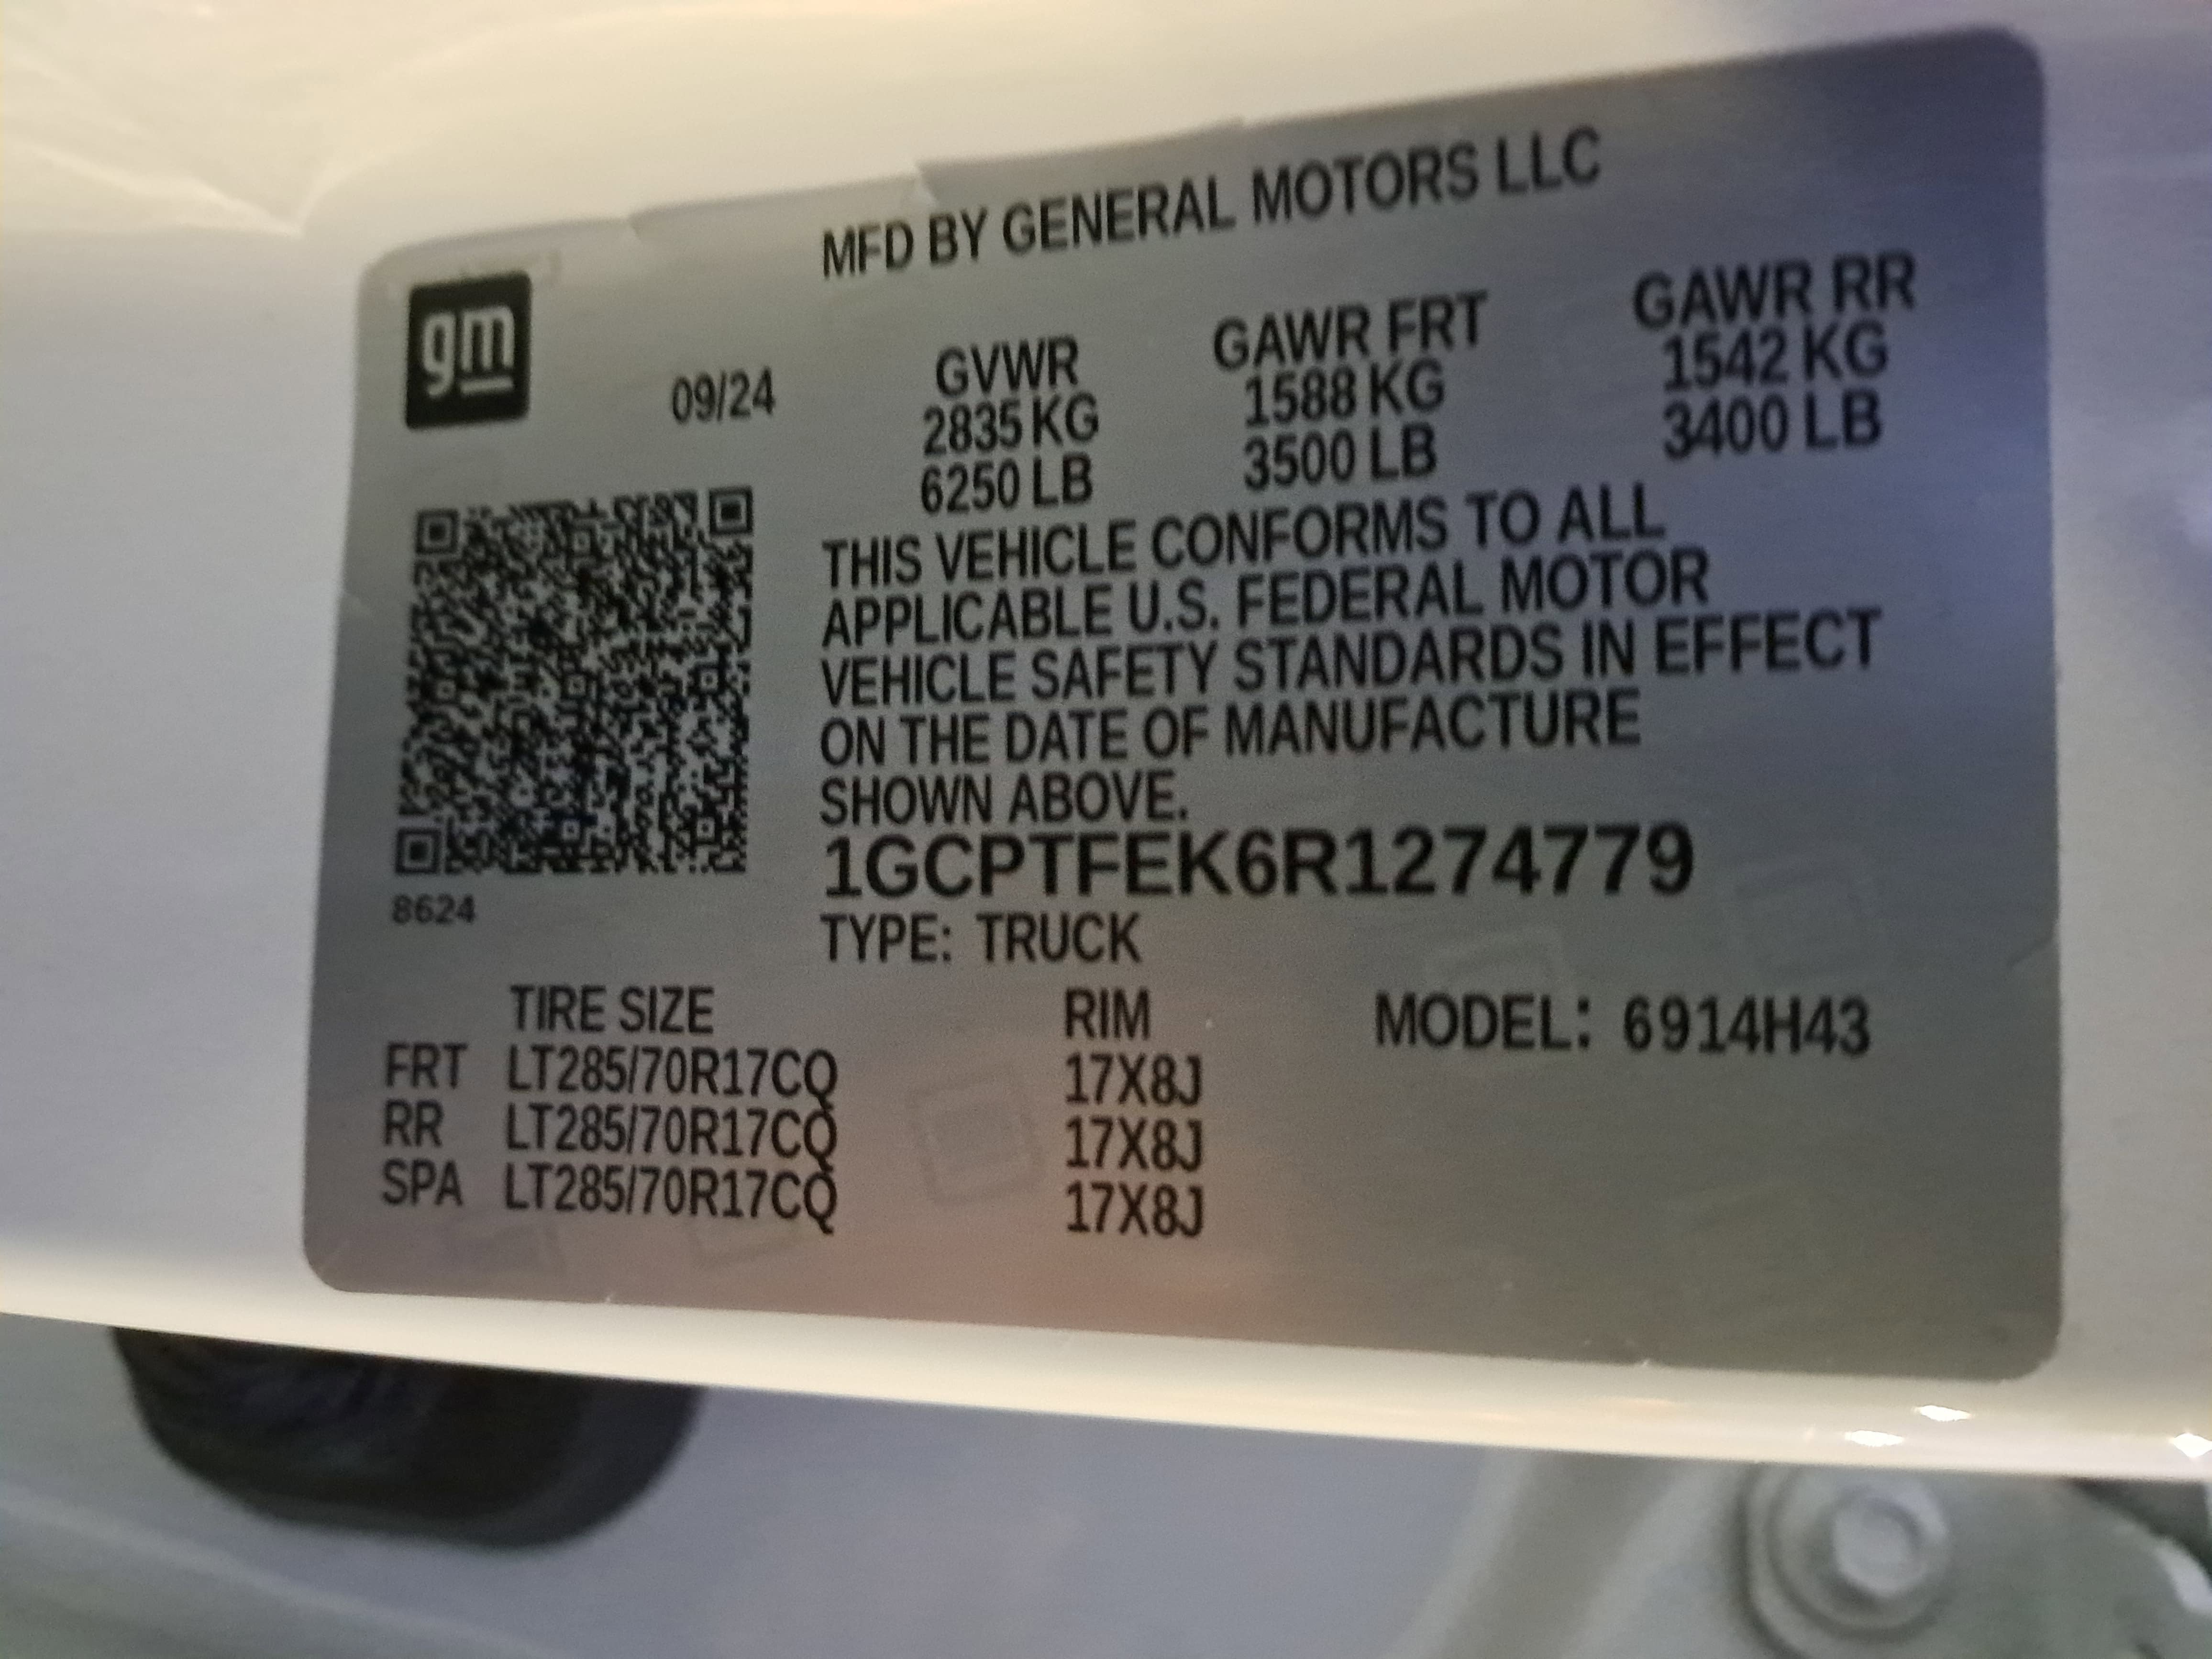 MFD BY GENERAL MOTORS LLC
gm
09/24
GVWR GAWR FRT GAWR RR
2835 KG 1588 KG 1542 KG
6250 LB 3500 LB 3400 LB
THIS VEHICLE CONFORMS TO ALL
APPLICABLE U.S. FEDERAL MOTOR
VEHICLE SAFETY STANDARDS IN EFFECT
ON THE DATE OF MANUFACTURE
SHOWN ABOVE.
1GCPTFEK6R1274779
8624
TYPE: TRUCK
TIRE SIZE RIM MODEL: 6914H43
FRT LT285/70R17CQ 17X8J
RR LT285/70R17CQ 17X8J
SPA LT285/70R17CQ 17X8J